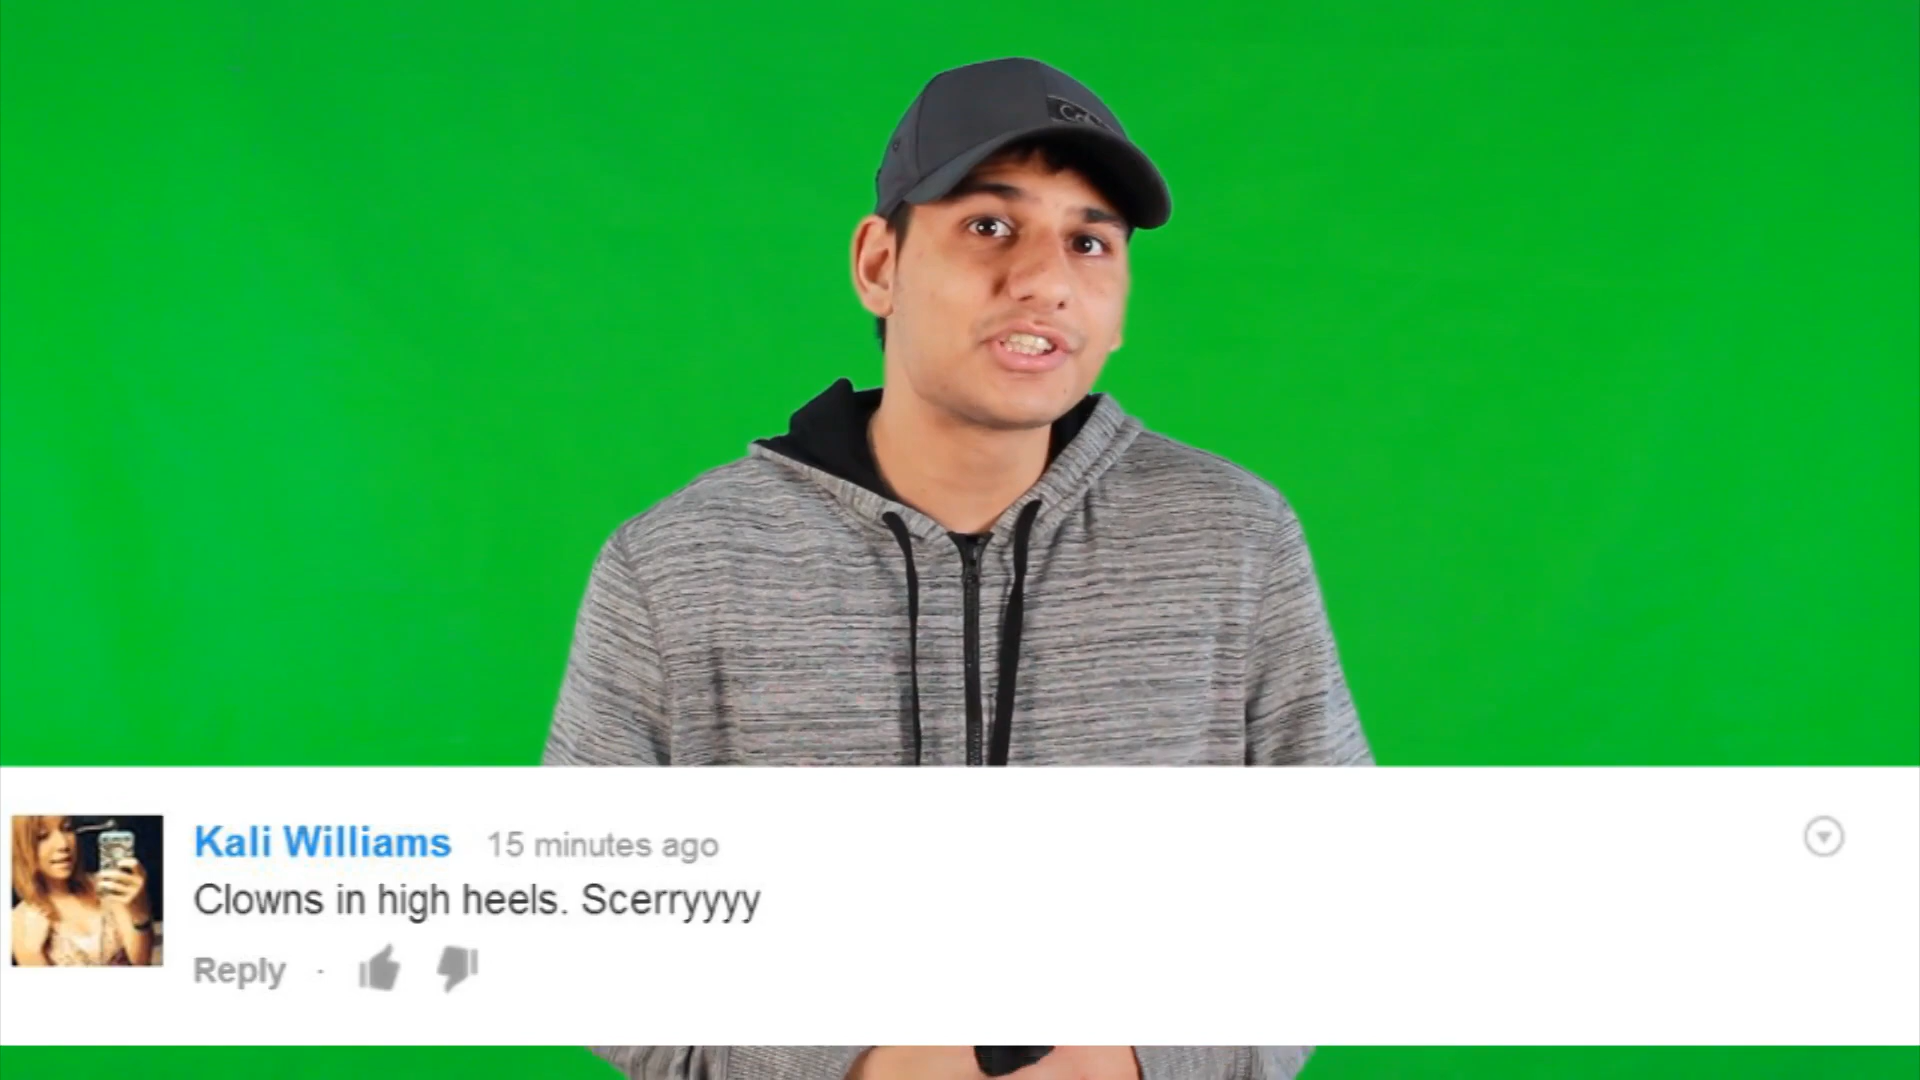 Kali Williams 15 minutes ago
Clowns in high heels. Scerryyyy
Reply ·